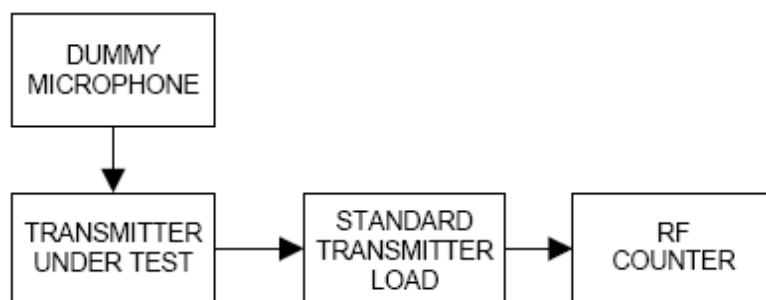 DUMMY
MICROPHONE
TRANSMITTER
UNDER TEST
STANDARD
TRANSMITTER
LOAD
RF
COUNTER